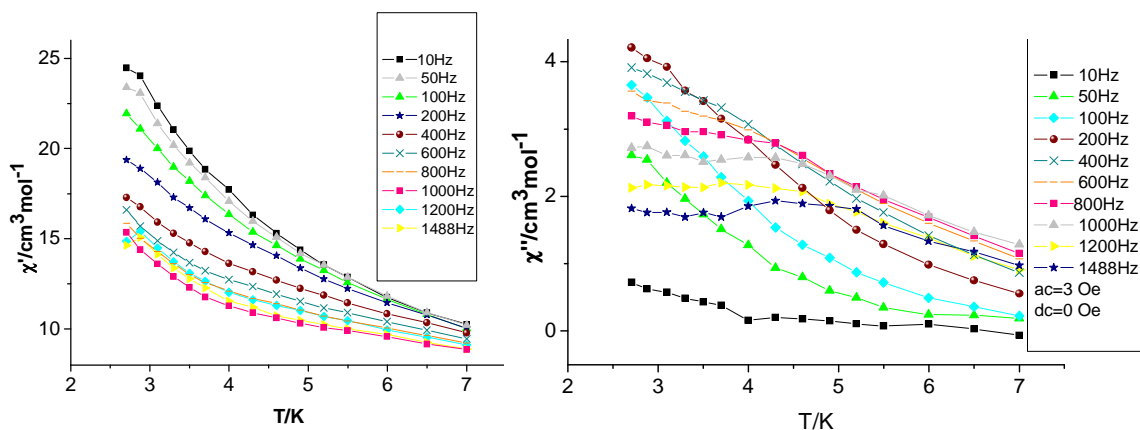 χ'/cm³mol⁻¹
25
20
15
10
2 3 4 5 6 7
T/K
10Hz
50Hz
100Hz
200Hz
400Hz
600Hz
800Hz
1000Hz
1200Hz
1488Hz
χ''/cm³mol⁻¹
4
2
0
2 3 4 5 6 7
T/K
10Hz
50Hz
100Hz
200Hz
400Hz
600Hz
800Hz
1000Hz
1200Hz
1488Hz
ac=3 Oe
dc=0 Oe